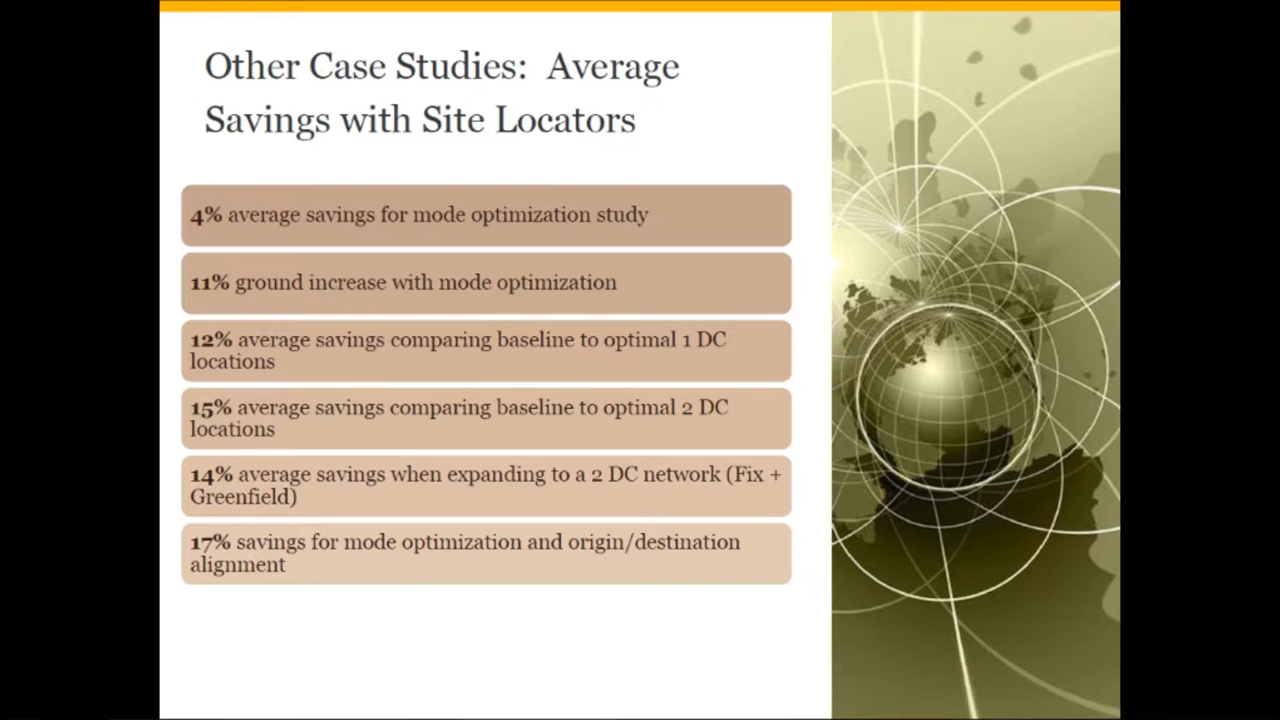 Other Case Studies:  Average
Savings with Site Locators
4% average savings for mode optimization study
11% ground increase with mode optimization
12% average savings comparing baseline to optimal 1 DC
locations
15% average savings comparing baseline to optimal 2 DC
locations
14% average savings when expanding to a 2 DC network (Fix +
Greenfield)
17% savings for mode optimization and origin/destination
alignment